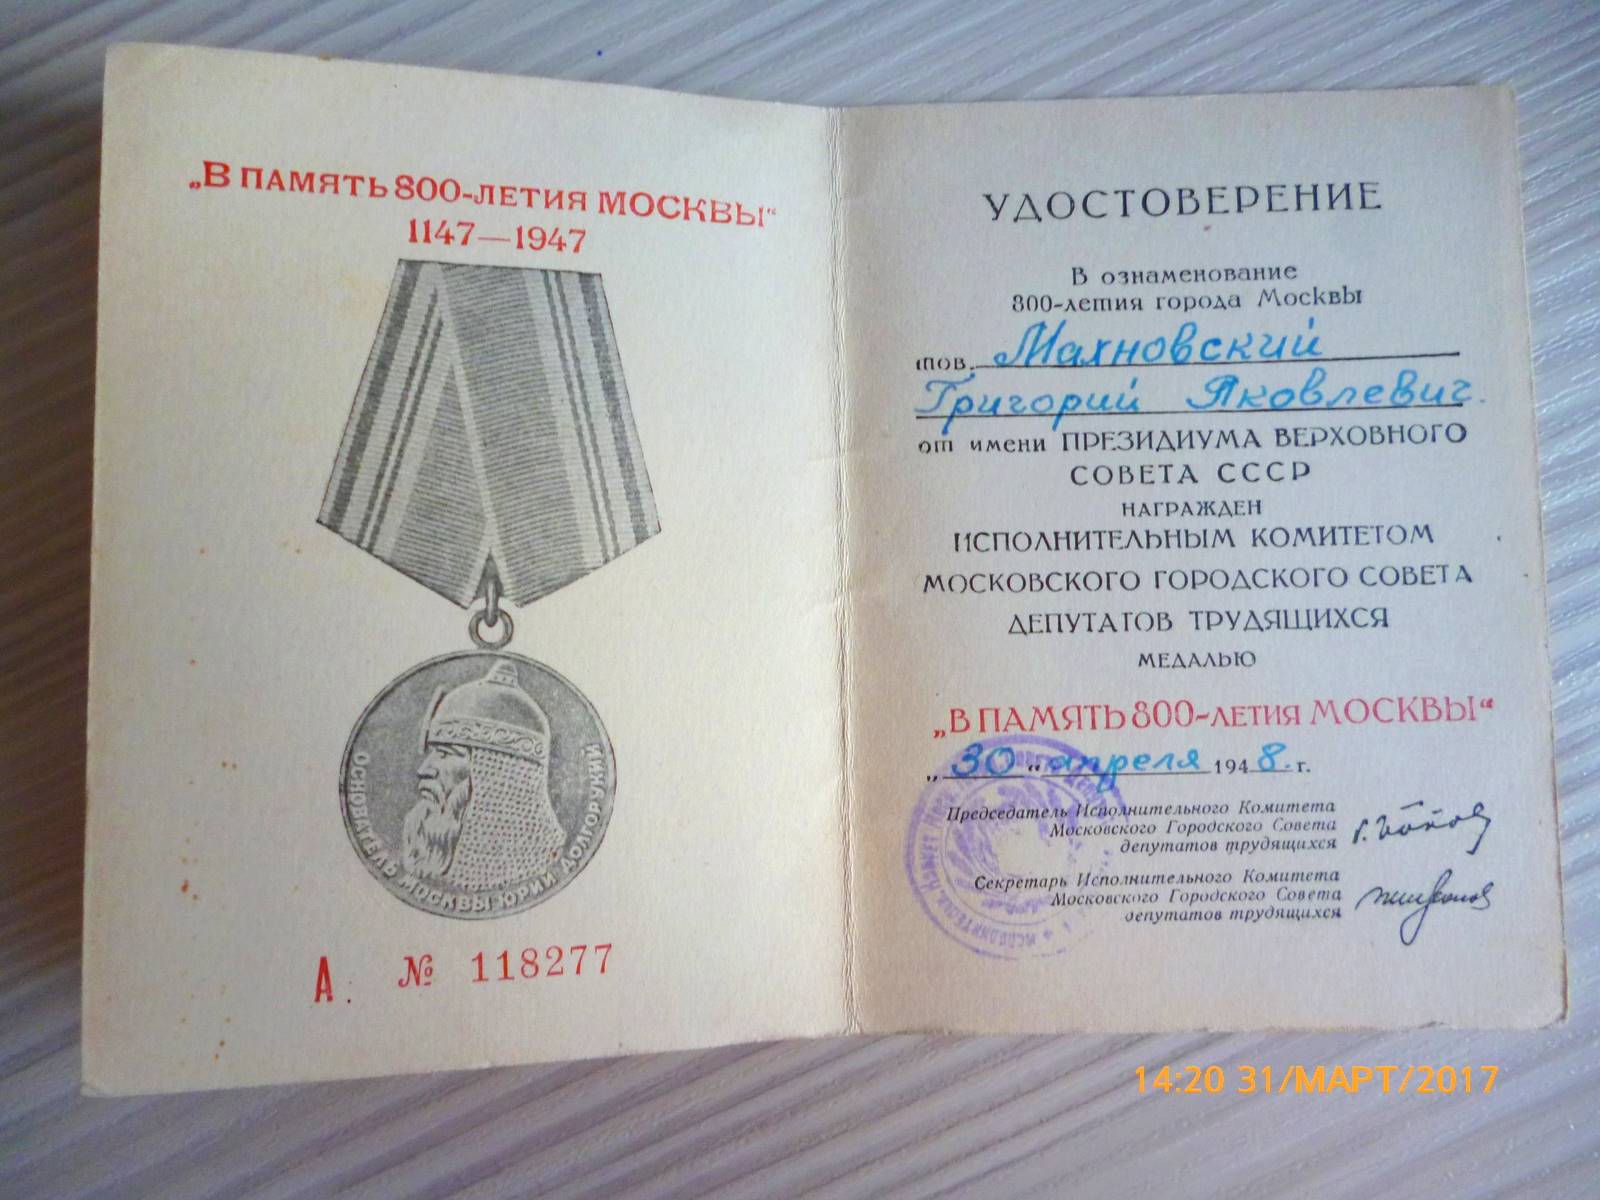 „В ПАМЯТЬ 800-ЛЕТИЯ МОСКВЫ“
1147—1947
ОСНОВАТЕЛЬ МОСКВЫ ЮРИЙ ДОЛГОРУКИЙ
А. № 118277
УДОСТОВЕРЕНИЕ
В ознаменование
800-летия города Москвы
тов. Махновский
Григорий Яковлевич.
от имени ПРЕЗИДИУМА ВЕРХОВНОГО
СОВЕТА СССР
НАГРАЖДЕН
ИСПОЛНИТЕЛЬНЫМ КОМИТЕТОМ
МОСКОВСКОГО ГОРОДСКОГО СОВЕТА
ДЕПУТАТОВ ТРУДЯЩИХСЯ
МЕДАЛЬЮ
„В ПАМЯТЬ 800-ЛЕТИЯ МОСКВЫ“
„30“ апреля 1948. г.
Председатель Исполнительного Комитета
Московского Городского Совета
депутатов трудящихся
Секретарь Исполнительного Комитета
Московского Городского Совета
депутатов трудящихся
14:20 31/МАРТ/2017